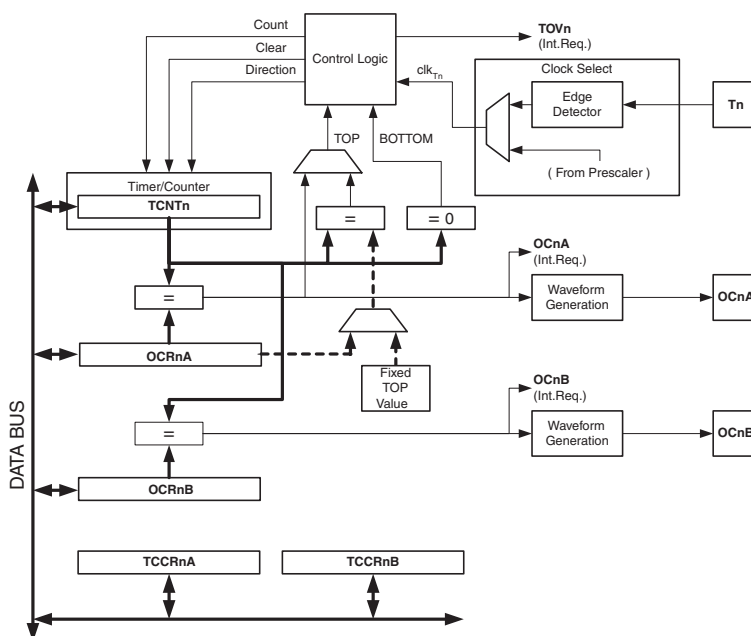 Count
Clear
Direction
Control Logic
TOVn
(Int.Req.)
clkTn
Clock Select
Edge
Detector
Tn
( From Prescaler )
TOP
BOTTOM
Timer/Counter
TCNTn
=
= 0
OCnA
(Int.Req.)
=
Waveform
Generation
OCnA
OCRnA
Fixed
TOP
Value
OCnB
(Int.Req.)
=
Waveform
Generation
OCnB
OCRnB
DATA BUS
TCCRnA
TCCRnB